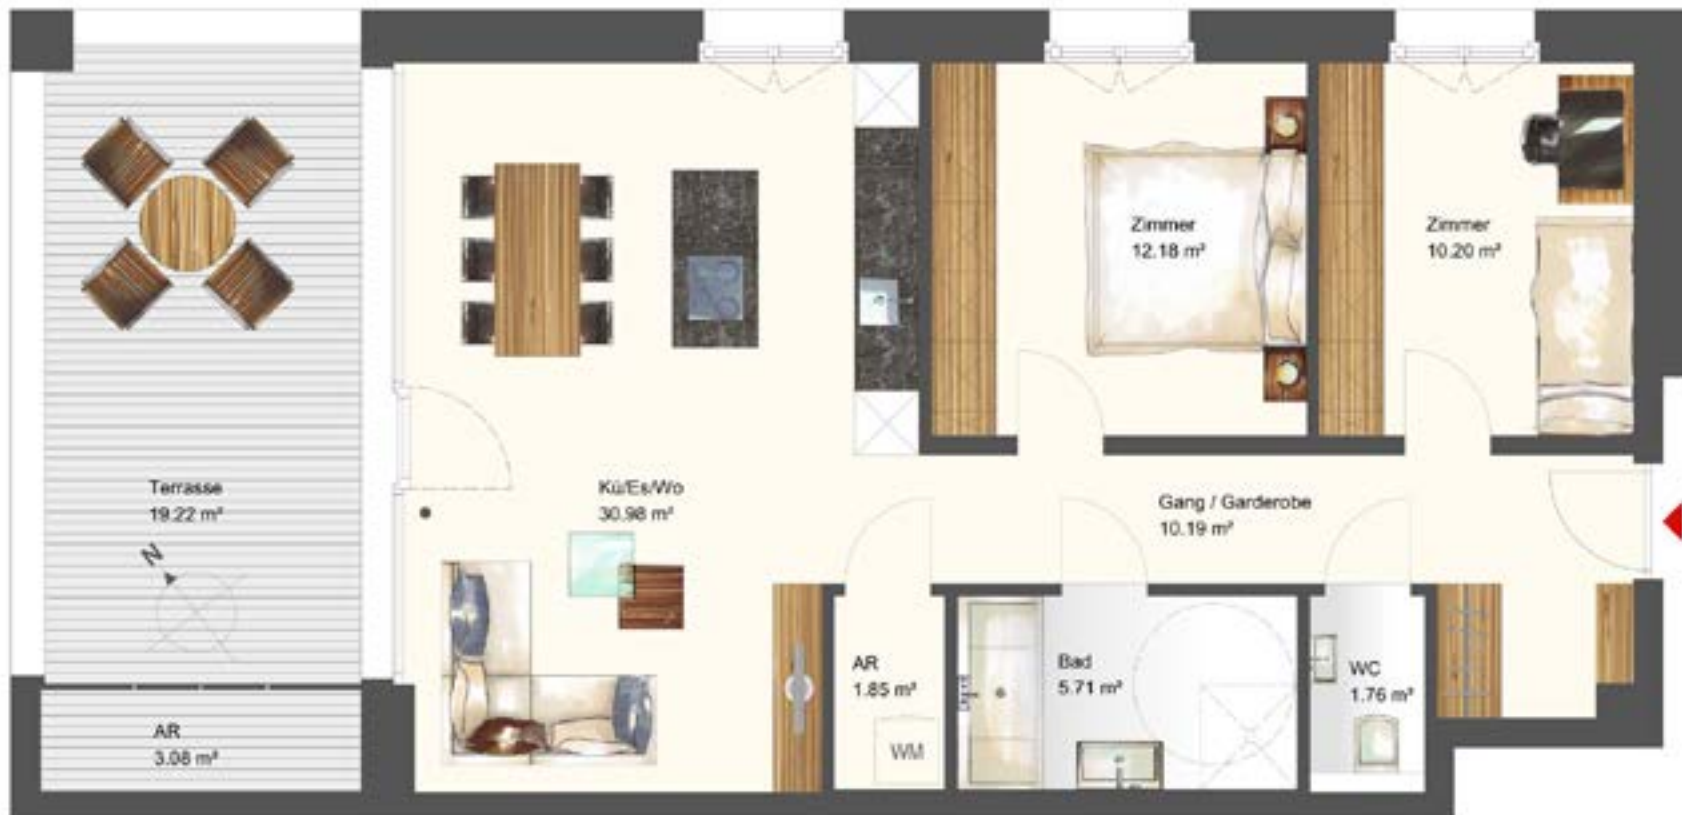 Zimmer
12.18 m²
Zimmer
10.20 m²
Terrasse
19.22 m²
N
Kü/Es/Wo
30.98 m²
Gang / Garderobe
10.19 m²
AR
3.08 m²
AR
1.85 m²
WM
Bad
5.71 m²
WC
1.76 m²